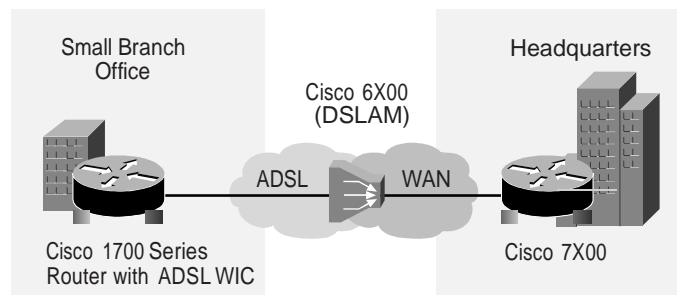 Small Branch
Office
Headquarters
Cisco 6X00
(DSLAM)
ADSL
WAN
Cisco 1700 Series
Router with ADSL WIC
Cisco 7X00